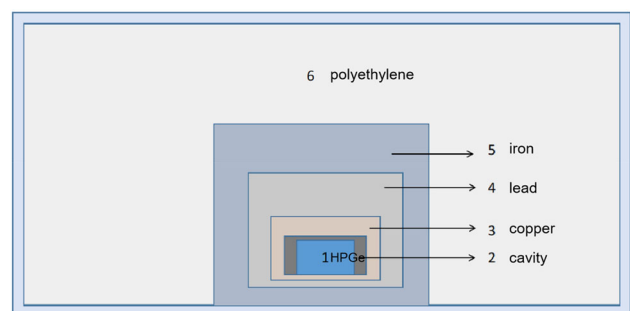 6 polyethylene
5 iron
4 lead
3 copper
1HPGe
2 cavity